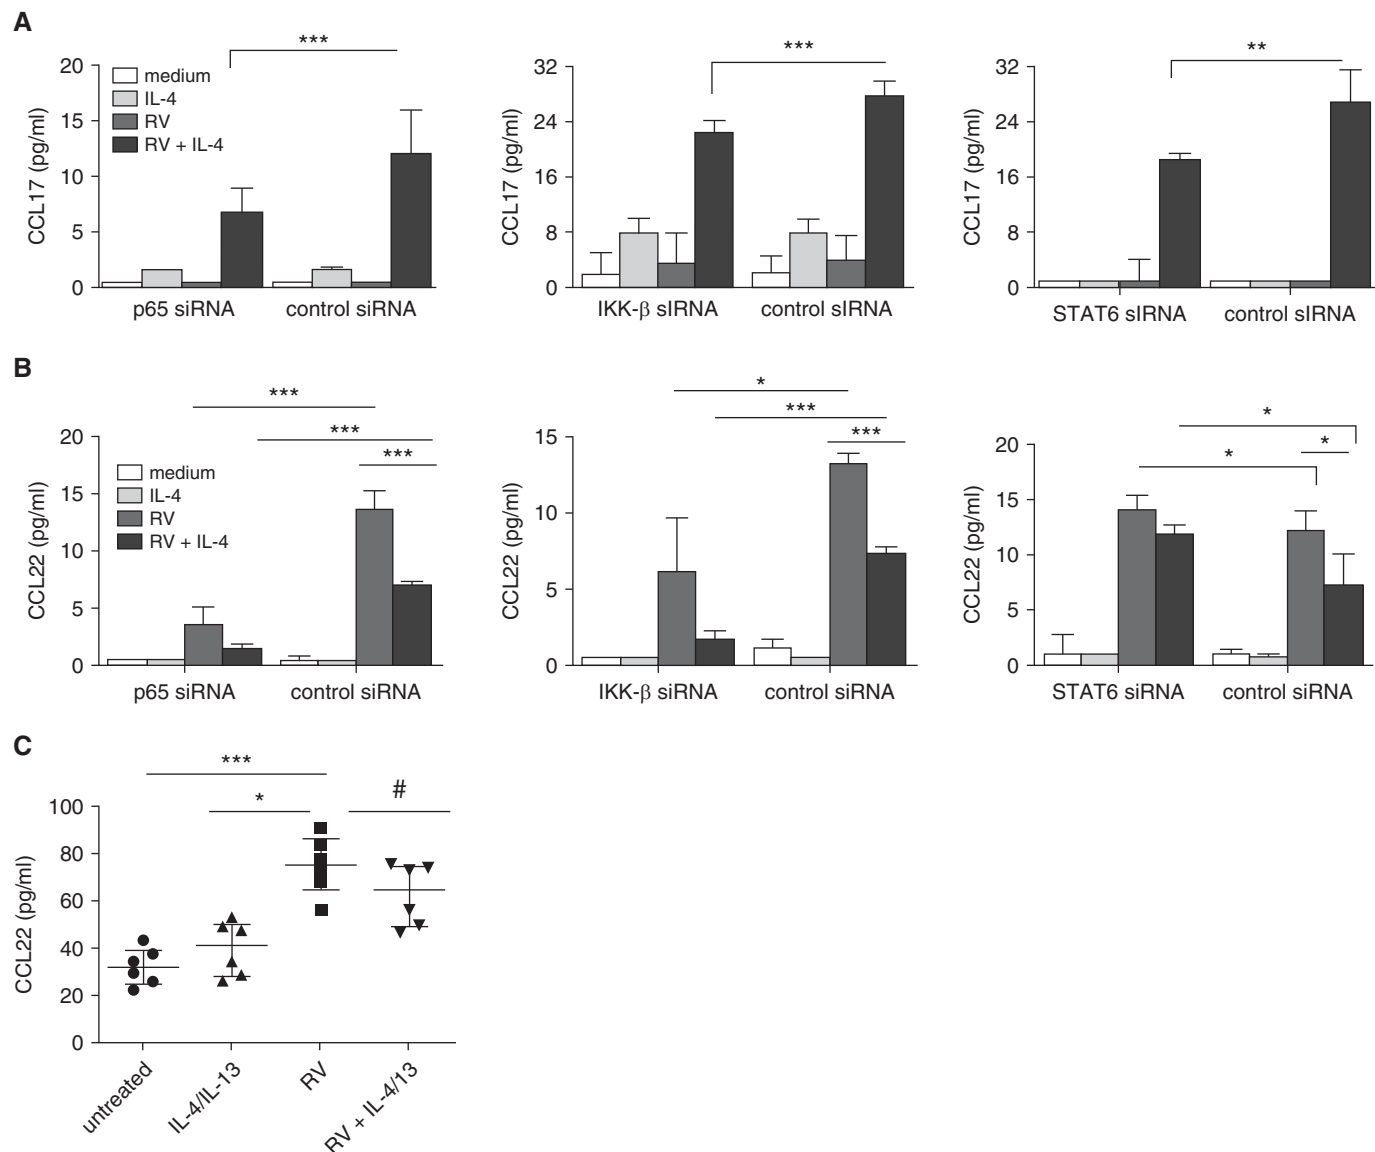 A
***
20
15
10
5
0
CCL17 (pg/ml)
medium
IL-4
RV
RV + IL-4
p65 siRNA
control siRNA
***
32
24
16
8
0
CCL17 (pg/ml)
IKK-β sIRNA
control sIRNA
**
32
24
16
8
0
CCL17 (pg/ml)
STAT6 sIRNA
control sIRNA
B
***
***
***
20
15
10
5
0
CCL22 (pg/ml)
medium
IL-4
RV
RV + IL-4
p65 siRNA
control siRNA
*
***
***
15
10
5
0
CCL22 (pg/ml)
IKK-β siRNA
control siRNA
*
*
*
20
15
10
5
0
CCL22 (pg/ml)
STAT6 siRNA
control siRNA
C
***
*
#
100
80
60
40
20
0
CCL22 (pg/ml)
untreated
IL-4/IL-13
RV
RV + IL-4/13